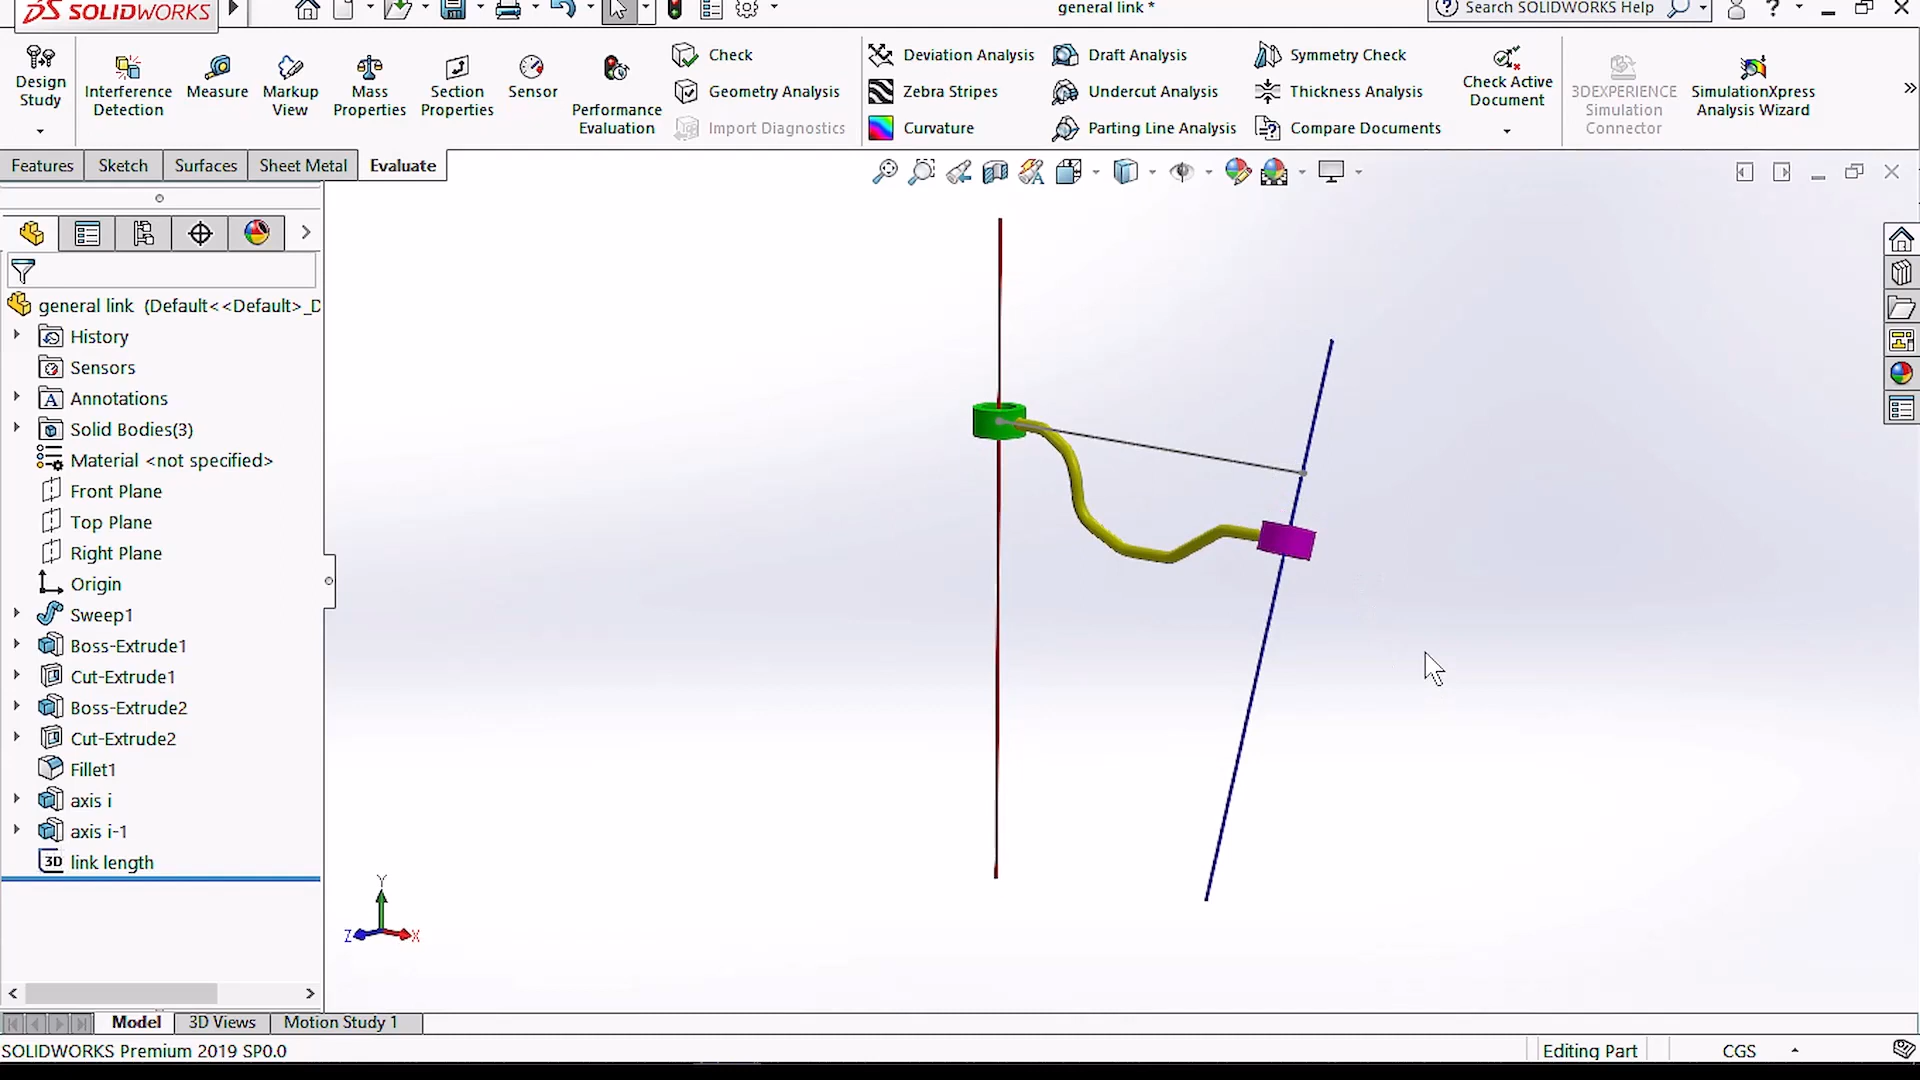 SOLIDWORKS
general link *
Search SOLIDWORKS Help
Design Study
Interference Detection
Measure
Markup View
Mass Properties
Section Properties
Sensor
Performance Evaluation
Check
Geometry Analysis
Import Diagnostics
Deviation Analysis
Zebra Stripes
Curvature
Draft Analysis
Undercut Analysis
Parting Line Analysis
Symmetry Check
Thickness Analysis
Compare Documents
Check Active Document
3DEXPERIENCE Simulation Connector
SimulationXpress Analysis Wizard
Features
Sketch
Surfaces
Sheet Metal
Evaluate
general link (Default<<Default>_D
History
Sensors
Annotations
Solid Bodies(3)
Material <not specified>
Front Plane
Top Plane
Right Plane
Origin
Sweep1
Boss-Extrude1
Cut-Extrude1
Boss-Extrude2
Cut-Extrude2
Fillet1
axis i
axis i-1
3D link length
Y
Z
X
Model
3D Views
Motion Study 1
SOLIDWORKS Premium 2019 SP0.0
Editing Part
CGS